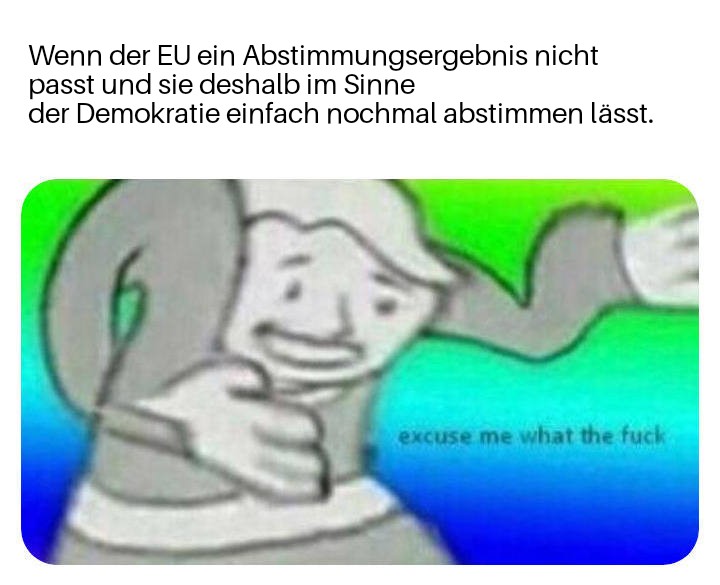 Wenn der EU ein Abstimmungsergebnis nicht
passt und sie deshalb im Sinne
der Demokratie einfach nochmal abstimmen lässt.
excuse me what the fuck